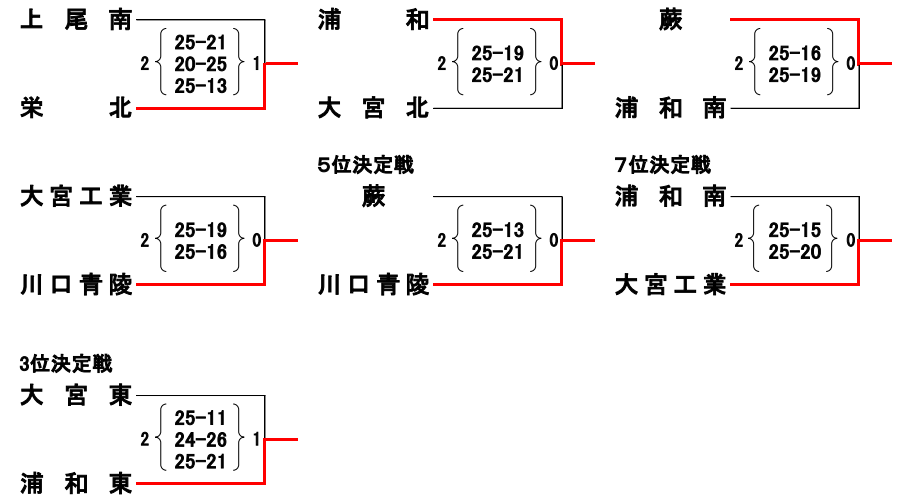 上尾南
2 25-21 1
20-25
25-13
栄北
浦和
2 25-19 0
25-21
大宮北
蕨
2 25-16 0
25-19
浦和南
大宮工業
2 25-19 0
25-16
川口青陵
5位決定戦
蕨
2 25-13 0
25-21
川口青陵
7位決定戦
浦和南
2 25-15 0
25-20
大宮工業
3位決定戦
大宮東
2 25-11 1
24-26
25-21
浦和東